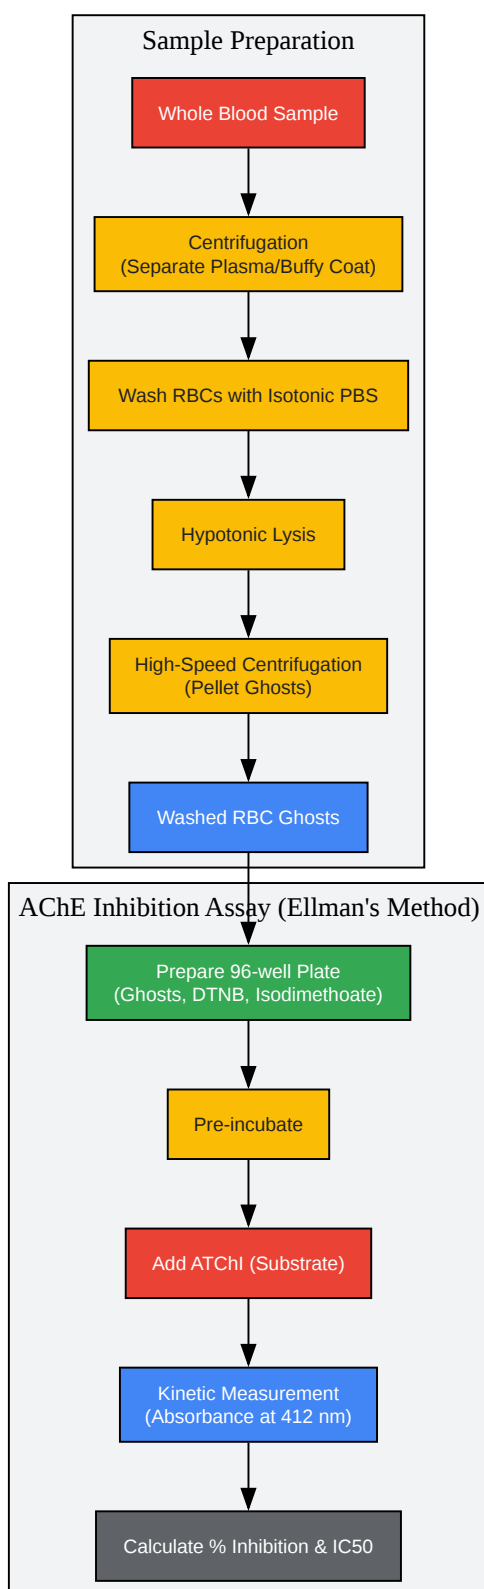 Sample Preparation
Whole Blood Sample
Centrifugation
(Separate Plasma/Buffy Coat)
Wash RBCs with Isotonic PBS
Hypotonic Lysis
High-Speed Centrifugation
(Pellet Ghosts)
Washed RBC Ghosts
AChE Inhibition Assay (Ellman's Method)
Prepare 96-well Plate
(Ghosts, DTNB, Isodimethoate)
Pre-incubate
Add ATChI (Substrate)
Kinetic Measurement
(Absorbance at 412 nm)
Calculate % Inhibition & IC50